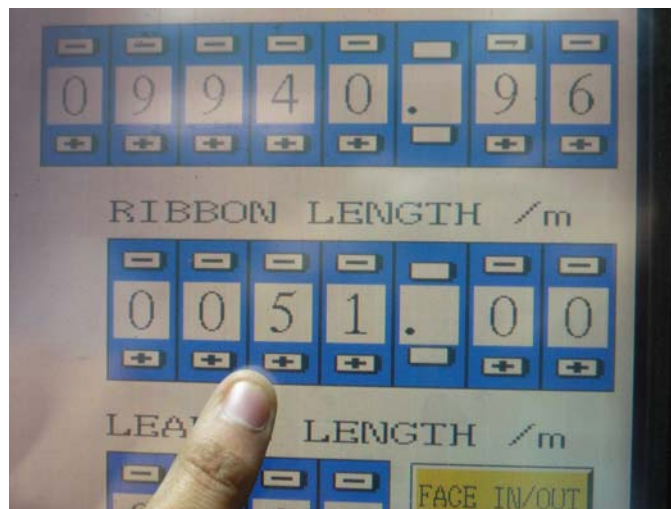 09940.96
RIBBON LENGTH /m
0051.00
LENGTH /m
FACE IN/OUT